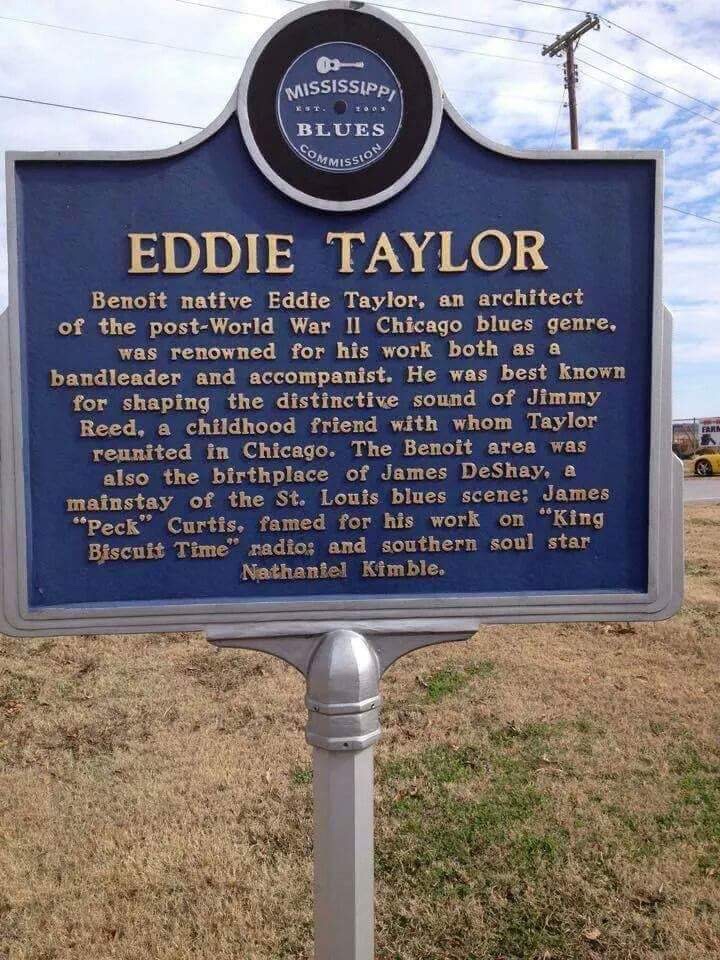 MISSISSIPPI
EST. 2003
BLUES
COMMISSION
EDDIE TAYLOR
Benoit native Eddie Taylor, an architect
of the post-World War II Chicago blues genre,
was renowned for his work both as a
bandleader and accompanist. He was best known
for shaping the distinctive sound of Jimmy
Reed, a childhood friend with whom Taylor
reunited in Chicago. The Benoit area was
also the birthplace of James DeShay, a
mainstay of the St. Louis blues scene; James
“Peck” Curtis, famed for his work on “King
Biscuit Time” radio; and southern soul star
Nathaniel Kimble.